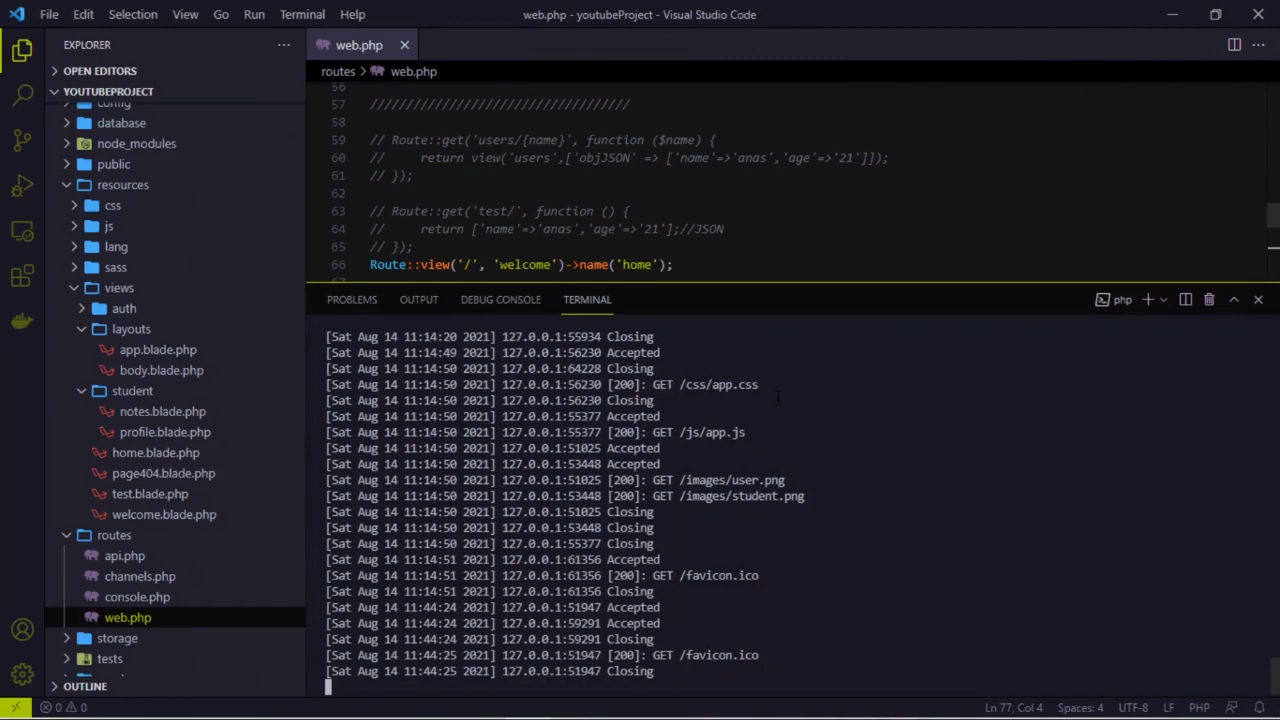 File Edit Selection View Go Run Terminal Help web.php - youtubeProject - Visual Studio Code
EXPLORER
OPEN EDITORS
YOUTUBEPROJECT
config
database
node_modules
public
resources
css
js
lang
sass
views
auth
layouts
app.blade.php
body.blade.php
student
notes.blade.php
profile.blade.php
home.blade.php
page404.blade.php
test.blade.php
welcome.blade.php
routes
api.php
channels.php
console.php
web.php
storage
tests
OUTLINE
web.php
routes > web.php
56
57 ////////////////////////////////////
58
59 // Route::get('users/{name}', function ($name) {
60 //     return view('users',['objJSON' => ['name'=>'anas','age'=>'21']]);
61 // });
62
63 // Route::get('test/', function () {
64 //     return ['name'=>'anas','age'=>'21'];//JSON
65 // });
66 Route::view('/', 'welcome')->name('home');
PROBLEMS OUTPUT DEBUG CONSOLE TERMINAL php
[Sat Aug 14 11:14:20 2021] 127.0.0.1:55934 Closing
[Sat Aug 14 11:14:49 2021] 127.0.0.1:56230 Accepted
[Sat Aug 14 11:14:50 2021] 127.0.0.1:64228 Closing
[Sat Aug 14 11:14:50 2021] 127.0.0.1:56230 [200]: GET /css/app.css
[Sat Aug 14 11:14:50 2021] 127.0.0.1:56230 Closing
[Sat Aug 14 11:14:50 2021] 127.0.0.1:55377 Accepted
[Sat Aug 14 11:14:50 2021] 127.0.0.1:55377 [200]: GET /js/app.js
[Sat Aug 14 11:14:50 2021] 127.0.0.1:51025 Accepted
[Sat Aug 14 11:14:50 2021] 127.0.0.1:53448 Accepted
[Sat Aug 14 11:14:50 2021] 127.0.0.1:51025 [200]: GET /images/user.png
[Sat Aug 14 11:14:50 2021] 127.0.0.1:53448 [200]: GET /images/student.png
[Sat Aug 14 11:14:50 2021] 127.0.0.1:51025 Closing
[Sat Aug 14 11:14:50 2021] 127.0.0.1:53448 Closing
[Sat Aug 14 11:14:50 2021] 127.0.0.1:55377 Closing
[Sat Aug 14 11:14:51 2021] 127.0.0.1:61356 Accepted
[Sat Aug 14 11:14:51 2021] 127.0.0.1:61356 [200]: GET /favicon.ico
[Sat Aug 14 11:14:51 2021] 127.0.0.1:61356 Closing
[Sat Aug 14 11:44:24 2021] 127.0.0.1:51947 Accepted
[Sat Aug 14 11:44:24 2021] 127.0.0.1:59291 Accepted
[Sat Aug 14 11:44:24 2021] 127.0.0.1:59291 Closing
[Sat Aug 14 11:44:25 2021] 127.0.0.1:51947 [200]: GET /favicon.ico
[Sat Aug 14 11:44:25 2021] 127.0.0.1:51947 Closing
0 0 Ln 77, Col 4 Spaces: 4 UTF-8 LF PHP